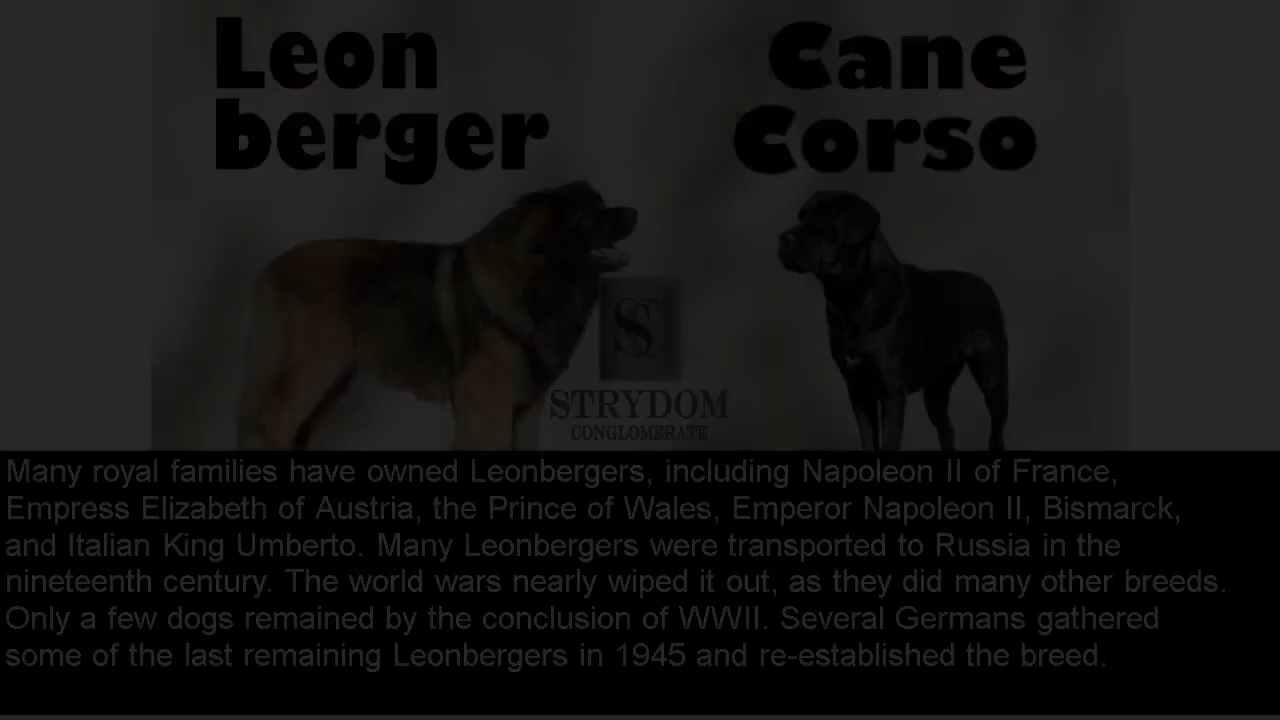 Leon
berger
Cane
Corso
S
STRYDOM
CONGLOMERATE
Many royal families have owned Leonbergers, including Napoleon II of France,
Empress Elizabeth of Austria, the Prince of Wales, Emperor Napoleon II, Bismarck,
and Italian King Umberto. Many Leonbergers were transported to Russia in the
nineteenth century. The world wars nearly wiped it out, as they did many other breeds.
Only a few dogs remained by the conclusion of WWII. Several Germans gathered
some of the last remaining Leonbergers in 1945 and re-established the breed.